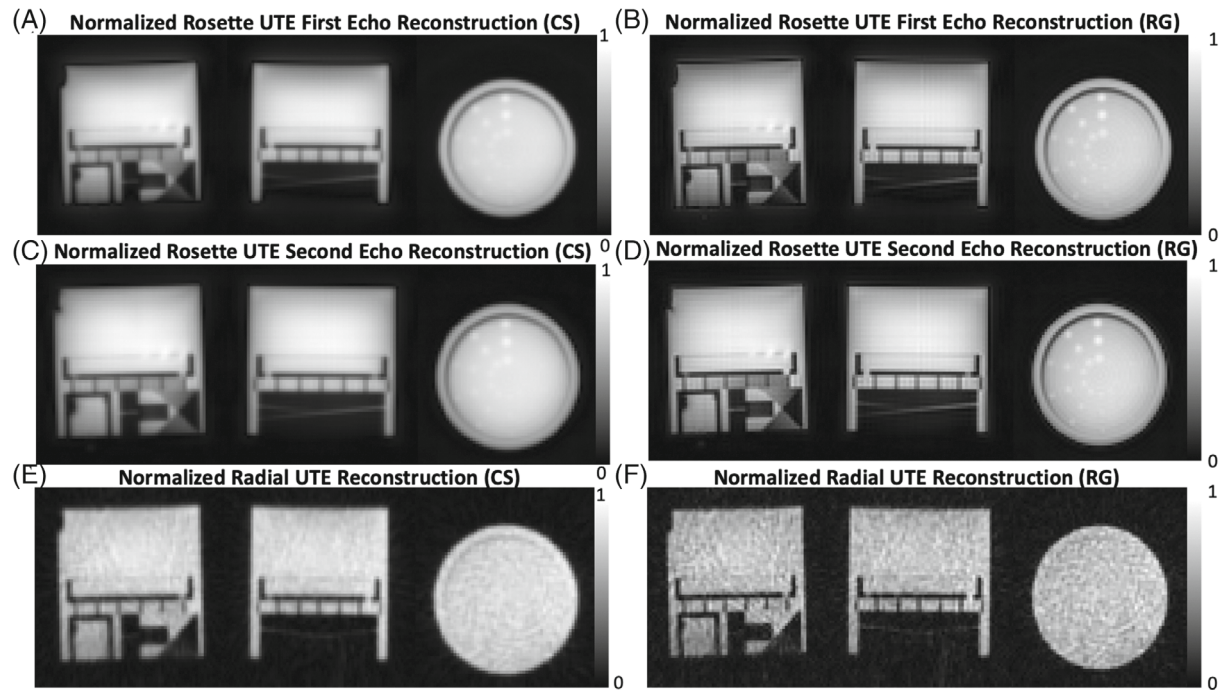 (A) Normalized Rosette UTE First Echo Reconstruction (CS)
1
0
(B) Normalized Rosette UTE First Echo Reconstruction (RG)
1
0
(C) Normalized Rosette UTE Second Echo Reconstruction (CS)
1
0
(D) Normalized Rosette UTE Second Echo Reconstruction (RG)
1
0
(E) Normalized Radial UTE Reconstruction (CS)
1
0
(F) Normalized Radial UTE Reconstruction (RG)
1
0